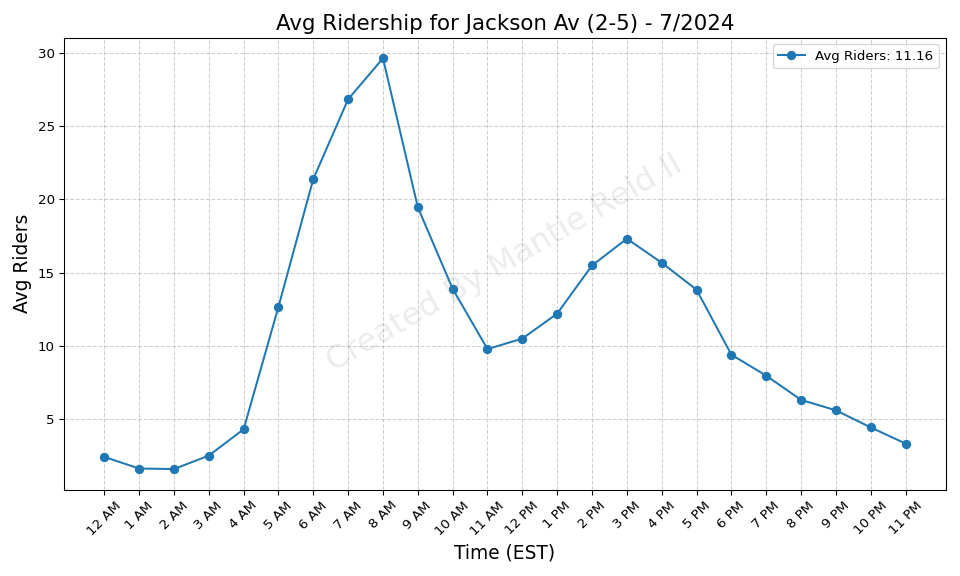 Avg Ridership for Jackson Av (2-5) - 7/2024
Avg Riders: 11.16
30
25
20
15
10
5
Avg Riders
Created By Mantie Reid II
12 AM
1 AM
2 AM
3 AM
4 AM
5 AM
6 AM
7 AM
8 AM
9 AM
10 AM
11 AM
12 PM
1 PM
2 PM
3 PM
4 PM
5 PM
6 PM
7 PM
8 PM
9 PM
10 PM
11 PM
Time (EST)